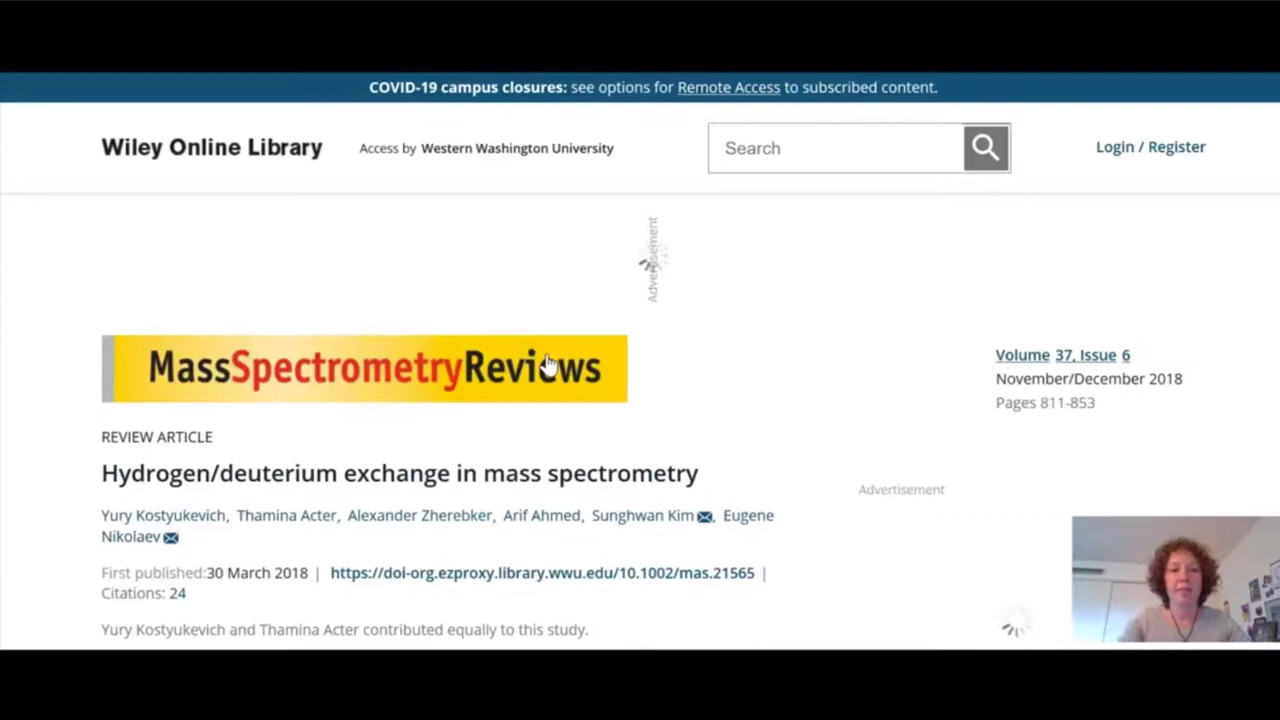 COVID-19 campus closures: see options for Remote Access to subscribed content.
Wiley Online Library
Access by Western Washington University
Search
Login / Register
Advertisement
MassSpectrometryReviews
Volume 37, Issue 6
November/December 2018
Pages 811-853
REVIEW ARTICLE
Hydrogen/deuterium exchange in mass spectrometry
Advertisement
Yury Kostyukevich, Thamina Acter, Alexander Zherebker, Arif Ahmed, Sunghwan Kim, Eugene
Nikolaev
First published:30 March 2018 | https://doi-org.ezproxy.library.wwu.edu/10.1002/mas.21565 |
Citations: 24
Yury Kostyukevich and Thamina Acter contributed equally to this study.